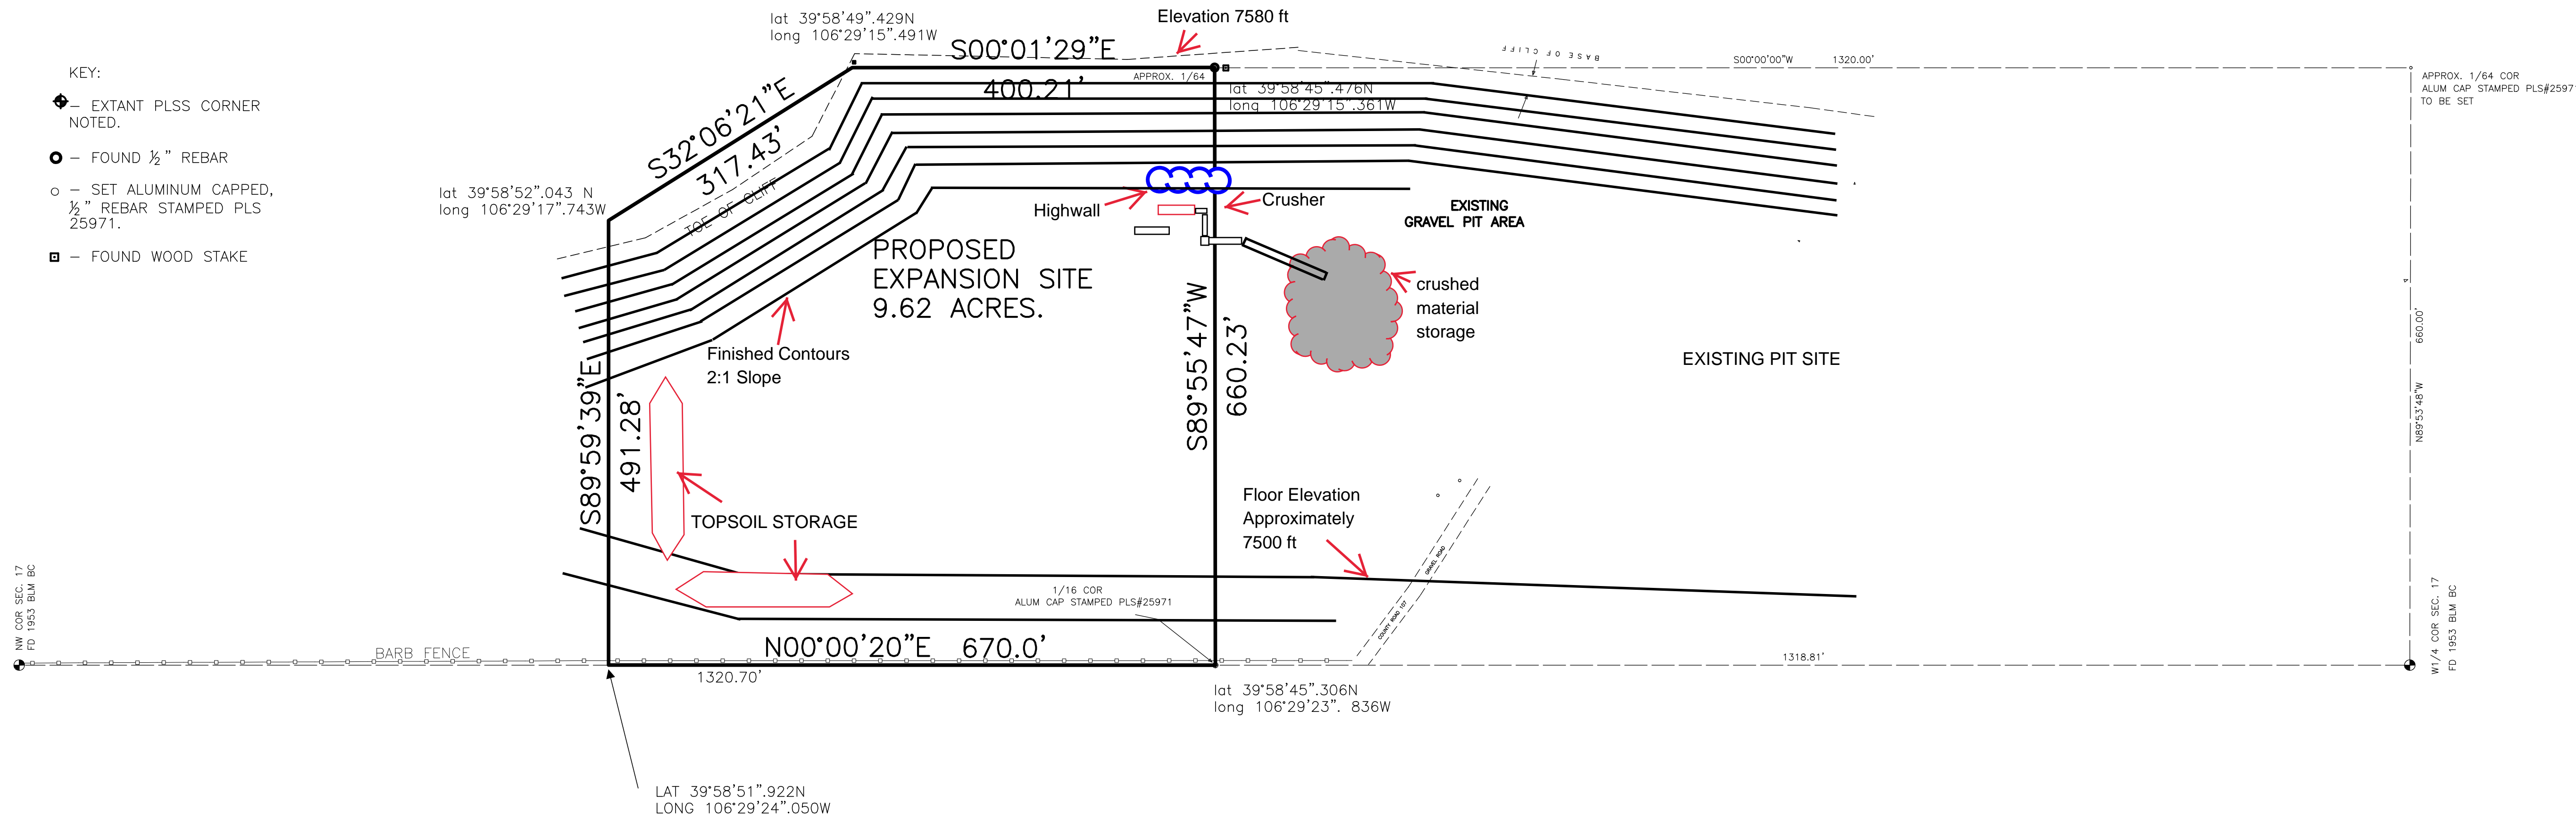 lat 39°58'49".429N
long 106°29'15".491W
Elevation 7580 ft
S00°01'29"E
400.21'
APPROX. 1/64
BASE OF CLIFF
S00°00'00"W 1320.00'
APPROX. 1/64 COR
ALUM CAP STAMPED PLS#25971
TO BE SET
KEY:
– EXTANT PLSS CORNER
NOTED.
– FOUND ½" REBAR
– SET ALUMINUM CAPPED,
½" REBAR STAMPED PLS
25971.
– FOUND WOOD STAKE
S32°06'21"E
317.43'
TOE OF CLIFF
lat 39°58'45".476N
long 106°29'15".361W
lat 39°58'52".043 N
long 106°29'17".743W
Highwall
Crusher
EXISTING
GRAVEL PIT AREA
PROPOSED
EXPANSION SITE
9.62 ACRES.
crushed
material
storage
Finished Contours
2:1 Slope
S89°55'47"W
660.23'
EXISTING PIT SITE
660.00'
N89°53'48"W
S89°59'39"E
491.28'
TOPSOIL STORAGE
Floor Elevation
Approximately
7500 ft
GRAVEL ROAD
COUNTY ROAD 107
1/16 COR
ALUM CAP STAMPED PLS#25971
NW COR SEC. 17
FD 1953 BLM BC
BARB FENCE
N00°00'20"E 670.0'
1320.70'
1318.81'
W1/4 COR SEC. 17
FD 1953 BLM BC
lat 39°58'45".306N
long 106°29'23". 836W
LAT 39°58'51".922N
LONG 106°29'24".050W